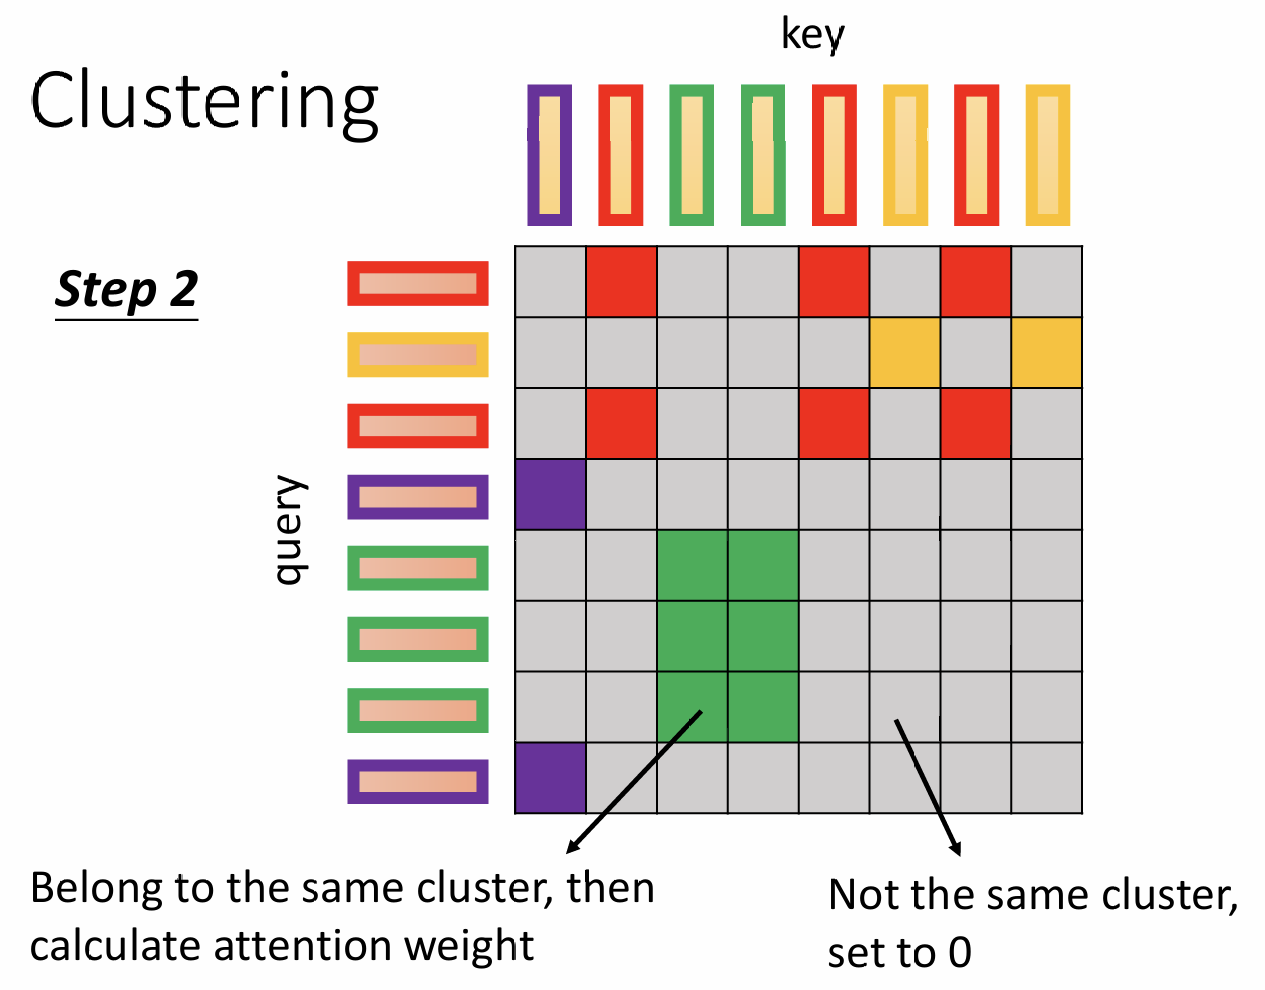 key
Clustering
Step 2
query
Belong to the same cluster, then
calculate attention weight
Not the same cluster,
set to 0